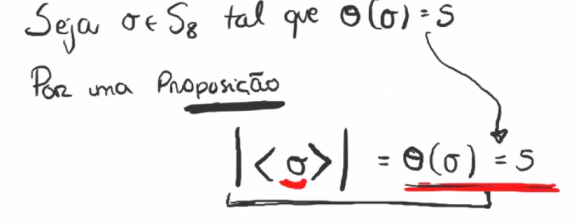 Seja σ ∈ S₈ tal que Θ(σ) = 5
Por uma Proposição
|<σ>| = Θ(σ) = 5